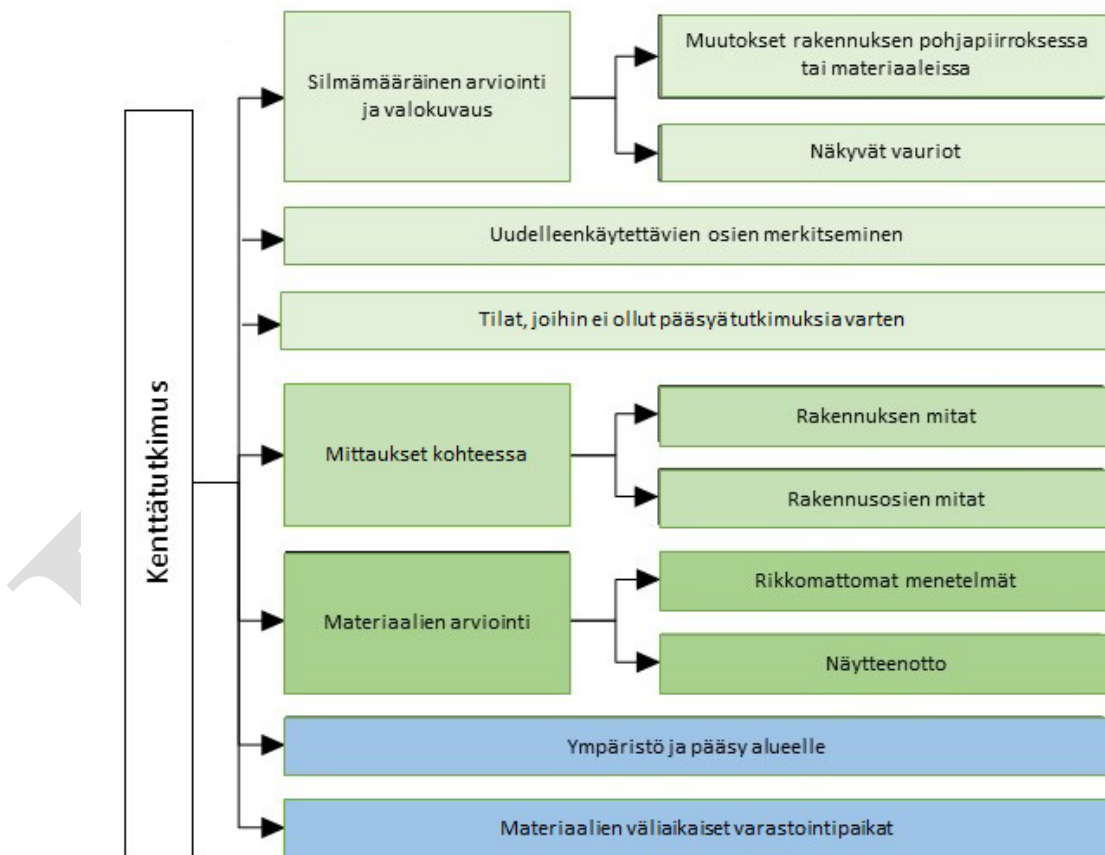 Kenttätutkimus
Silmämääräinen arviointi
ja valokuvaus
Muutokset rakennuksen pohjapiirroksessa
tai materiaaleissa
Näkyvät vauriot
Uudelleenkäytettävien osien merkitseminen
Tilat, joihin ei ollut pääsyä tutkimuksia varten
Mittaukset kohteessa
Rakennuksen mitat
Rakennusosien mitat
Materiaalien arviointi
Rikkomattomat menetelmät
Näytteenotto
Ympäristö ja pääsy alueelle
Materiaalien väliaikaiset varastointipaikat